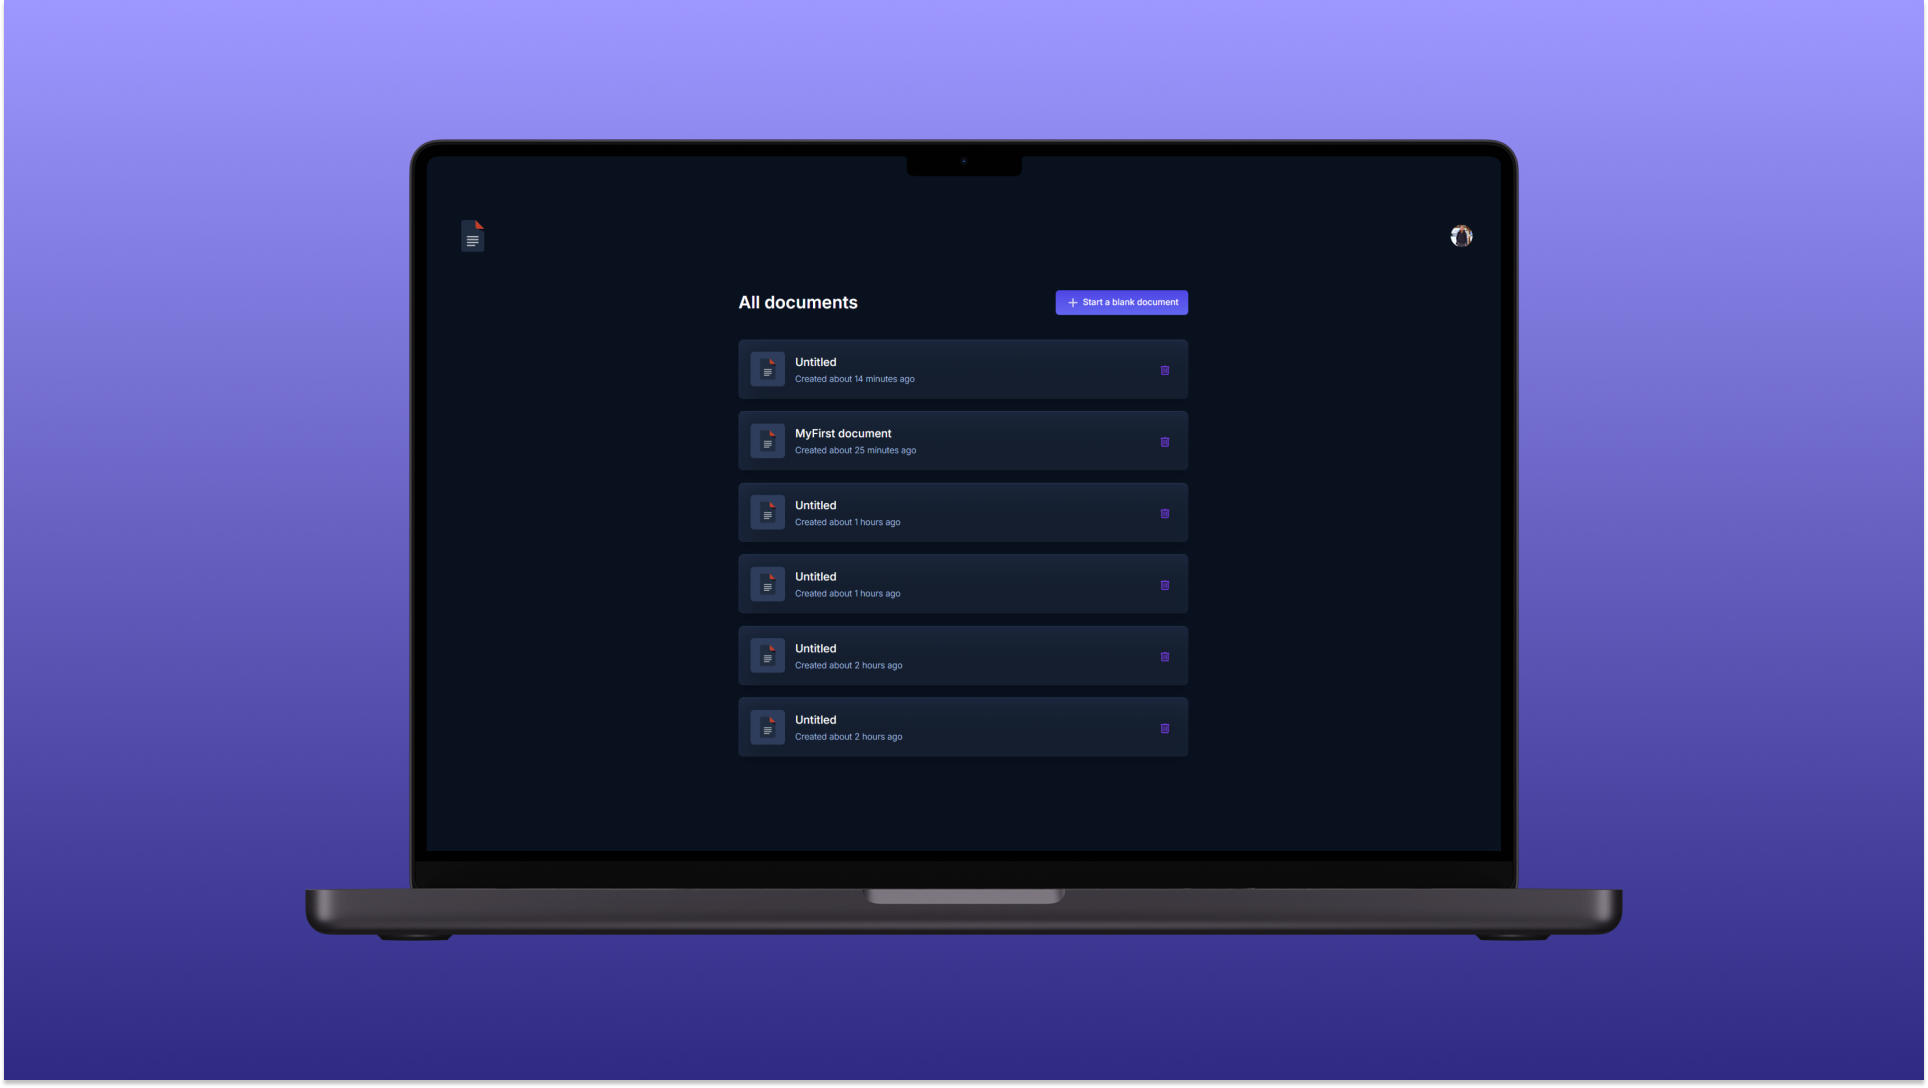 All documents
Start a blank document
Untitled
Created about 14 minutes ago
MyFirst document
Created about 25 minutes ago
Untitled
Created about 1 hours ago
Untitled
Created about 1 hours ago
Untitled
Created about 2 hours ago
Untitled
Created about 2 hours ago